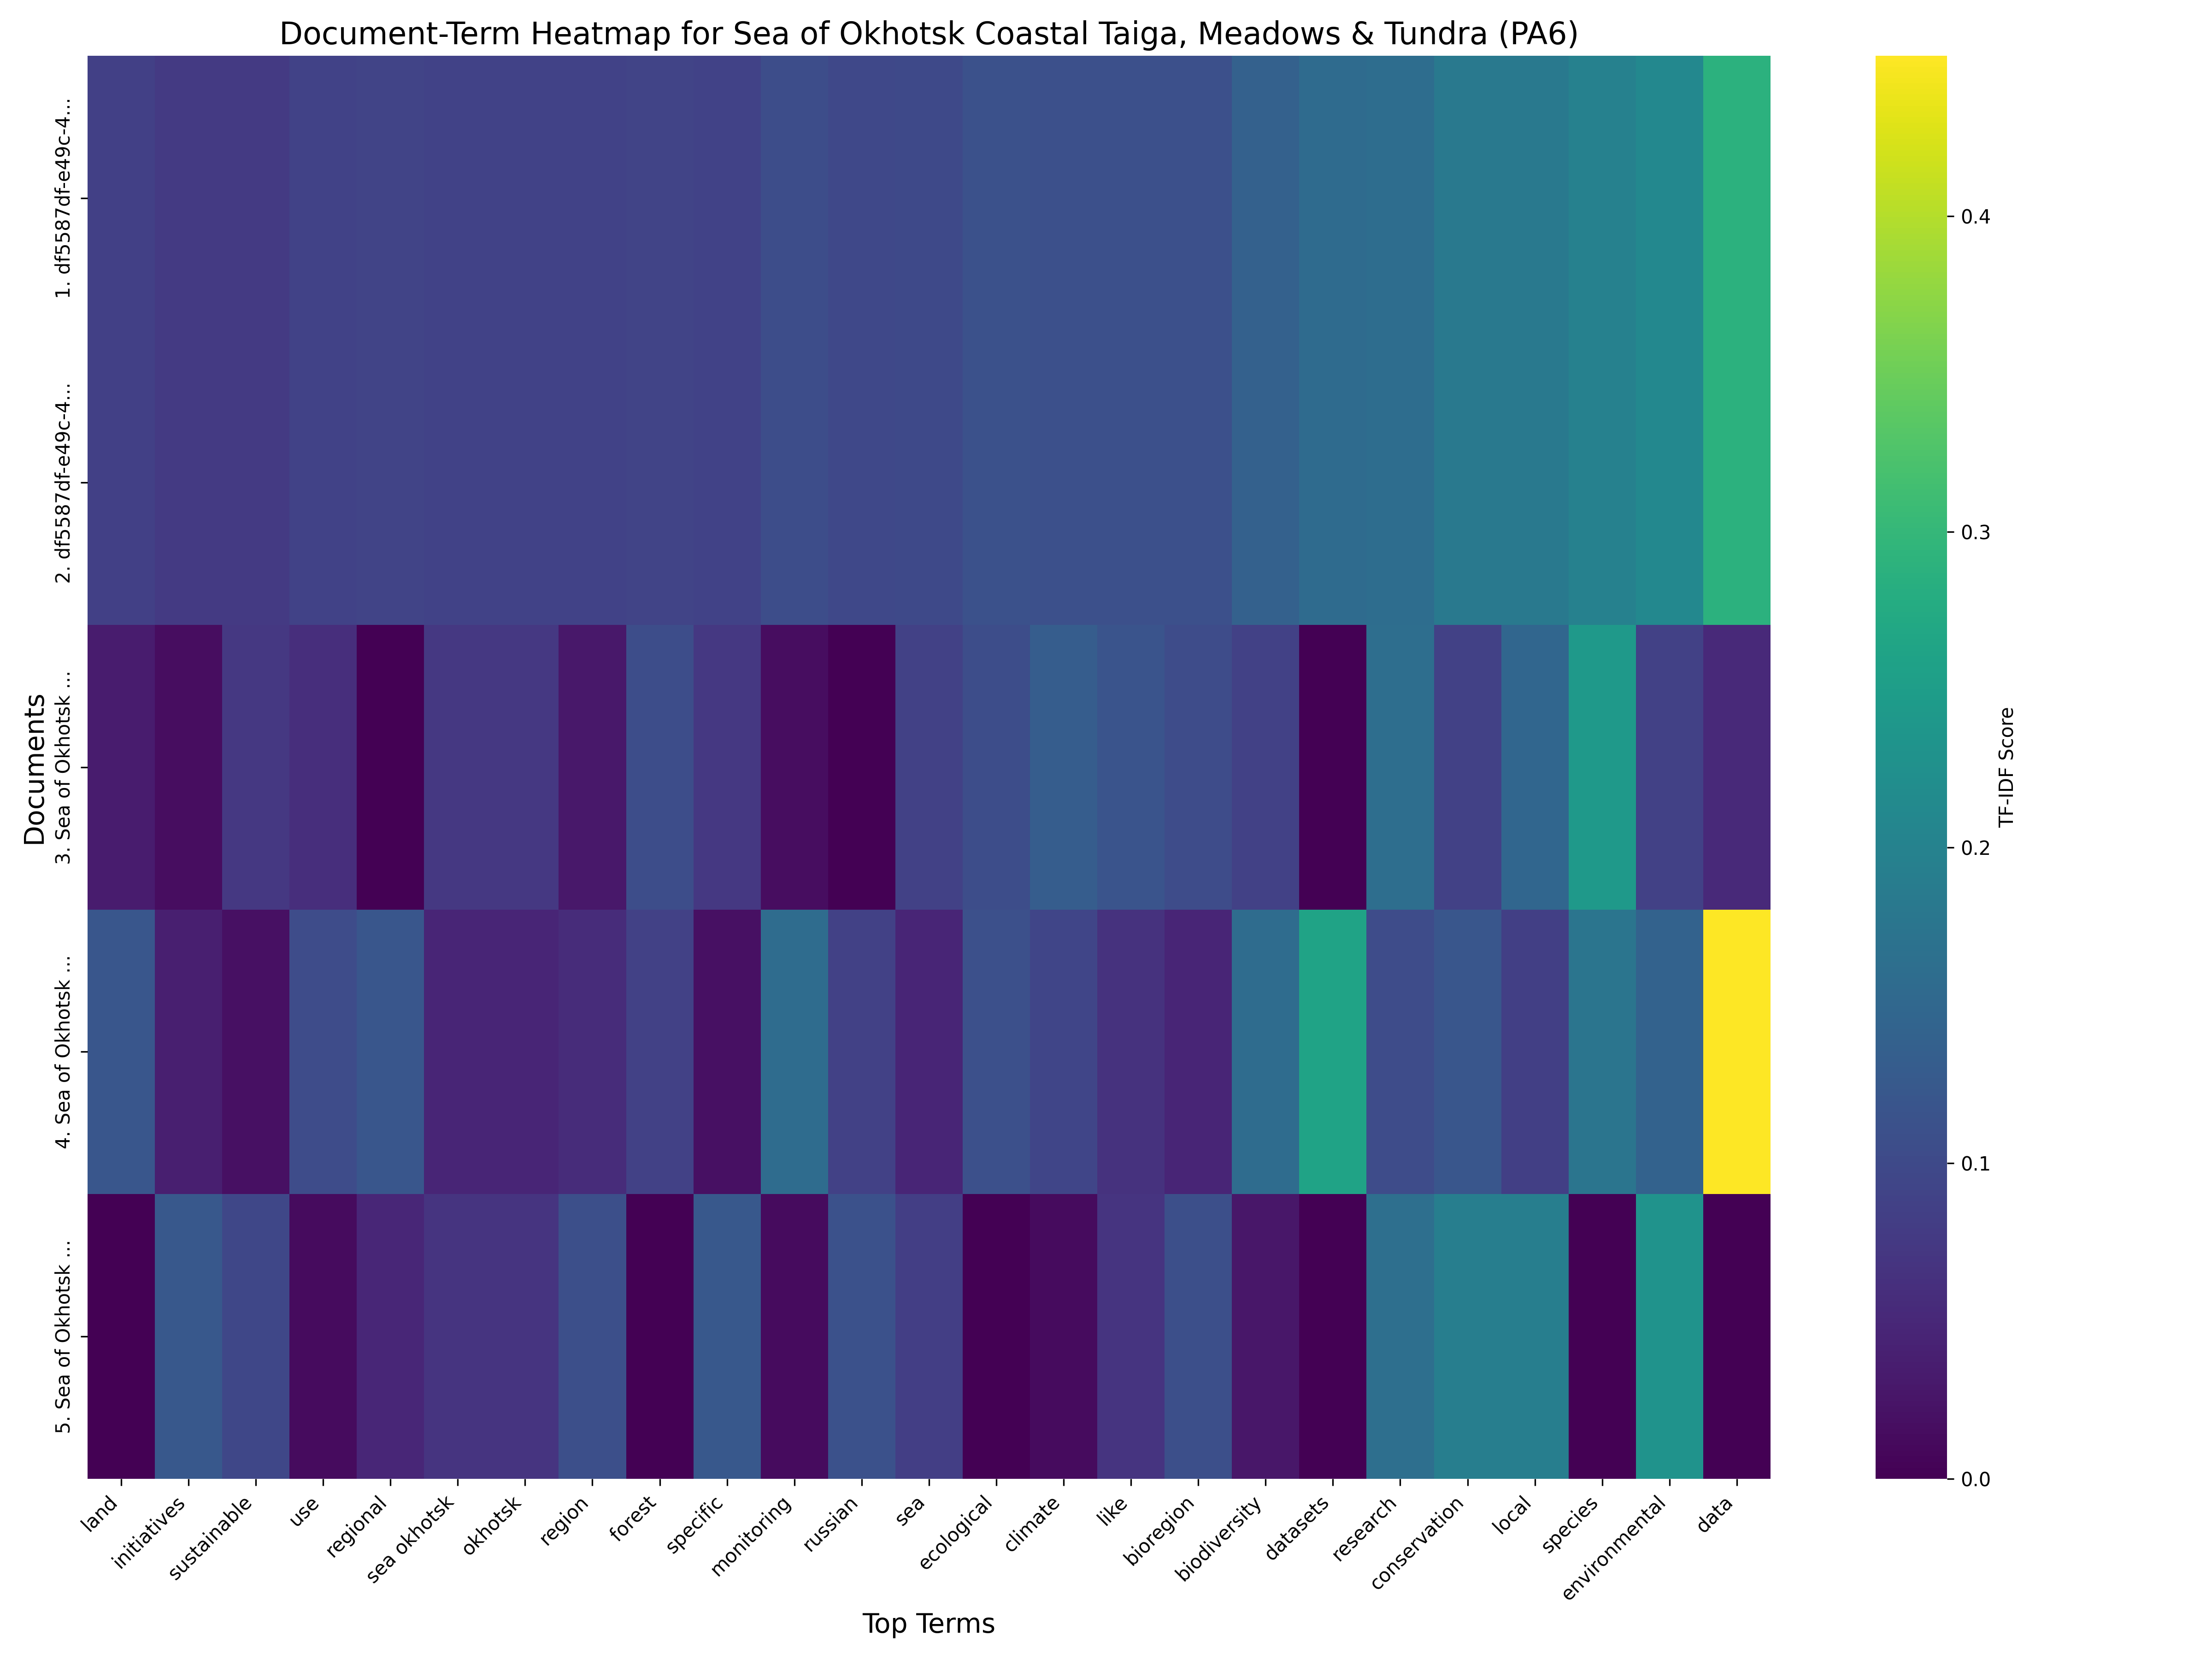 Document-Term Heatmap for Sea of Okhotsk Coastal Taiga, Meadows & Tundra (PA6)
Documents
1. df5587df-e49c-4...
2. df5587df-e49c-4...
3. Sea of Okhotsk ...
4. Sea of Okhotsk ...
5. Sea of Okhotsk ...
land
initiatives
sustainable
use
regional
sea okhotsk
okhotsk
region
forest
specific
monitoring
russian
sea
ecological
climate
like
bioregion
biodiversity
datasets
research
conservation
local
species
environmental
data
Top Terms
0.4
0.3
0.2
0.1
0.0
TF-IDF Score